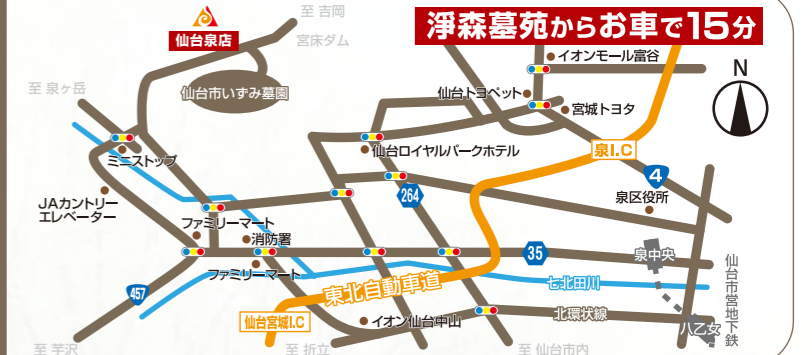 至 吉岡
仙台泉店
宮床ダム
淨森墓苑からお車で15分
イオンモール富谷
N
至 泉ヶ岳
仙台市いずみ墓園
仙台トヨペット
宮城トヨタ
ミニストップ
仙台ロイヤルパークホテル
泉I.C
4
264
泉区役所
JAカントリー
エレベーター
ファミリーマート
消防署
35
泉中央
ファミリーマート
東北自動車道
七北田川
仙台市営地下鉄
457
仙台宮城I.C
イオン仙台中山
北環状線
八乙女
至 芋沢
至 折立
至 仙台市内